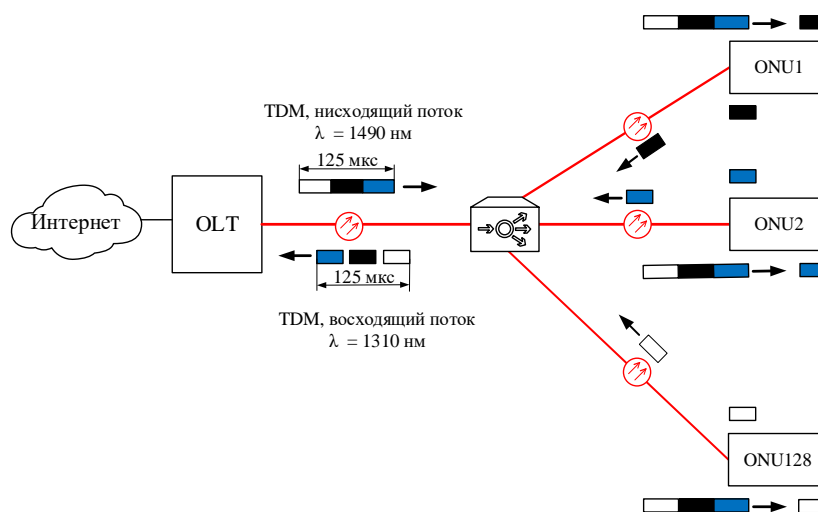 ONU1
TDM, нисходящий поток
λ = 1490 нм
125 мкс
Интернет
OLT
ONU2
125 мкс
TDM, восходящий поток
λ = 1310 нм
ONU128